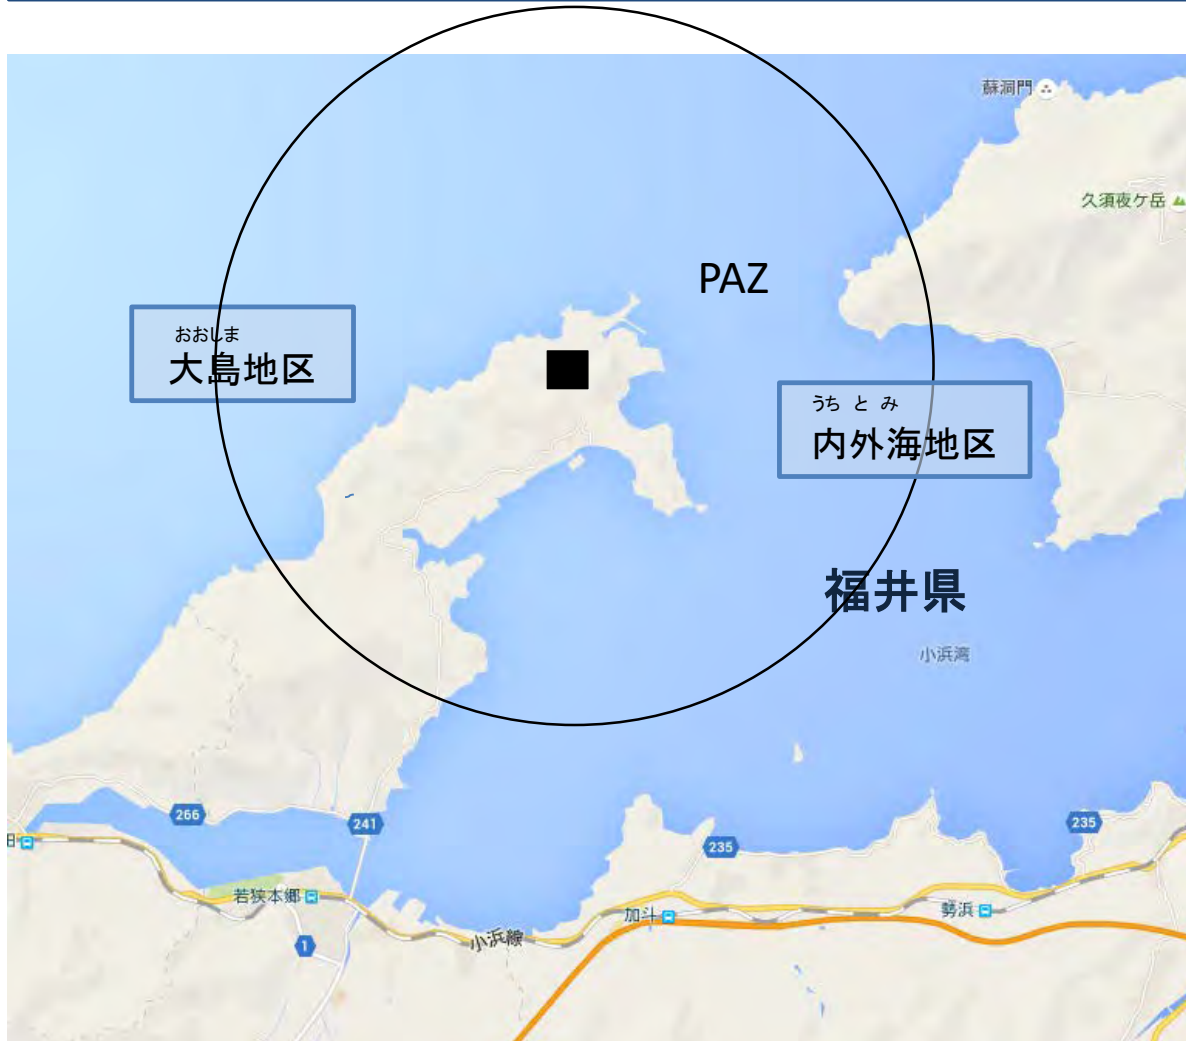 蘇洞門
久須夜ケ岳
PAZ
おおしま
大島地区
うち と み
内外海地区
福井県
小浜湾
266
241
235
235
田
若狭本郷
加斗
勢浜
小浜線
1